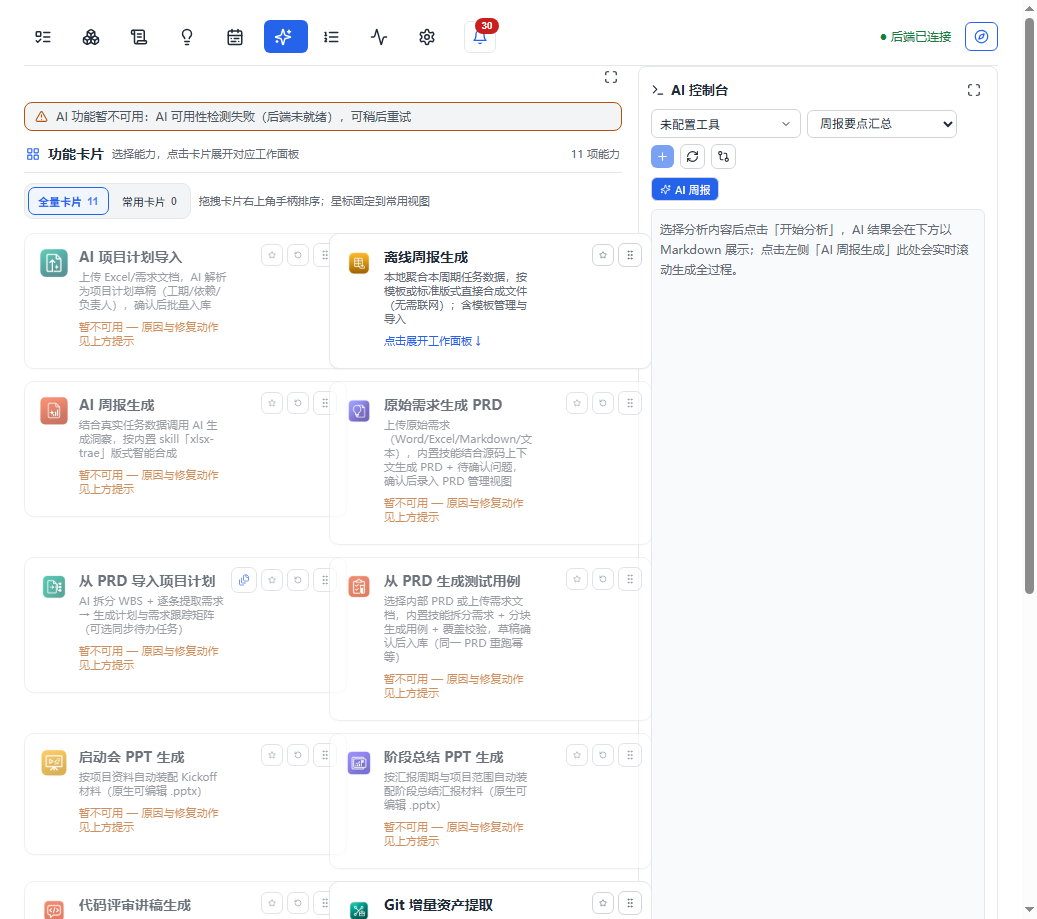 30
后端已连接
AI 功能暂不可用：AI 可用性检测失败（后端未就绪），可稍后重试
功能卡片 选择能力，点击卡片展开对应工作面板
11 项能力
全量卡片 11
常用卡片 0
拖拽卡片右上角手柄排序；星标固定到常用视图
AI 项目计划导入
上传 Excel/需求文档，AI 解析
为项目计划草稿（工期/依赖/
负责人），确认后批量入库
暂不可用 — 原因与修复动作
见上方提示
离线周报生成
本地聚合本周期任务数据，按
模板或标准版式直接合成文件
（无需联网）；含模板管理与
导入
点击展开工作面板 ↓
AI 周报生成
结合真实任务数据调用 AI 生
成洞察，按内置 skill「xlsx-
trae」版式智能合成
暂不可用 — 原因与修复动作
见上方提示
原始需求生成 PRD
上传原始需求
（Word/Excel/Markdown/文
本），内置技能结合源码上下
文生成 PRD + 待确认问题，
确认后录入 PRD 管理视图
暂不可用 — 原因与修复动作
见上方提示
从 PRD 导入项目计划
AI 拆分 WBS + 逐条提取需求
→ 生成计划与需求跟踪矩阵
（可选同步待办任务）
暂不可用 — 原因与修复动作
见上方提示
从 PRD 生成测试用例
选择内部 PRD 或上传需求文
档，内置技能拆分需求 + 分块
生成用例 + 覆盖校验，草稿确
认后入库（同一 PRD 重跑幂
等）
暂不可用 — 原因与修复动作
见上方提示
启动会 PPT 生成
按项目资料自动装配 Kickoff
材料（原生可编辑 .pptx）
暂不可用 — 原因与修复动作
见上方提示
阶段总结 PPT 生成
按汇报周期与项目范围自动装
配阶段总结汇报材料（原生可
编辑 .pptx）
暂不可用 — 原因与修复动作
见上方提示
代码评审讲稿生成
Git 增量资产提取
AI 控制台
未配置工具
周报要点汇总
AI 周报
选择分析内容后点击「开始分析」，AI 结果会在下方以
Markdown 展示；点击左侧「AI 周报生成」此处会实时滚
动生成全过程。